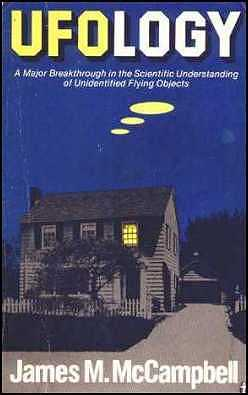 UFOLOGY
A Major Breakthrough in the Scientific Understanding
of Unidentified Flying Objects
James M. McCampbell